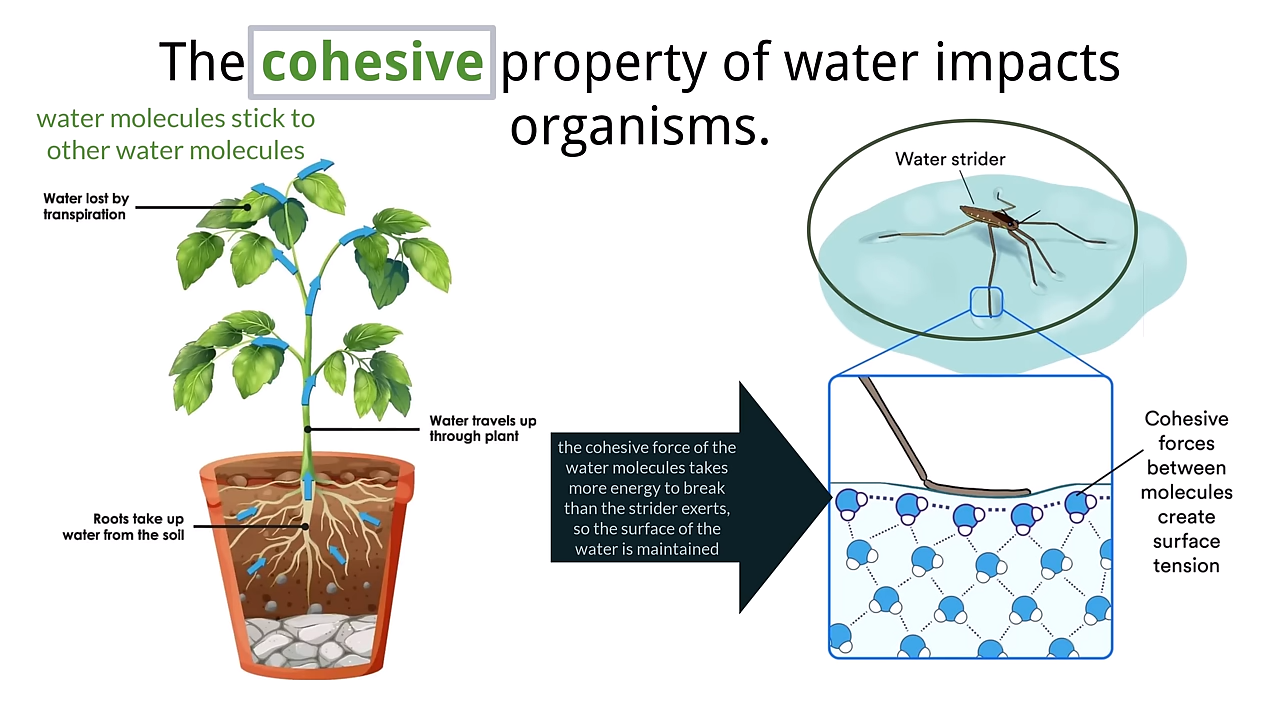 The cohesive property of water impacts
organisms.
water molecules stick to
other water molecules
Water lost by
transpiration
Water travels up
through plant
Roots take up
water from the soil
the cohesive force of the
water molecules takes
more energy to break
than the strider exerts,
so the surface of the
water is maintained
Water strider
Cohesive
forces
between
molecules
create
surface
tension